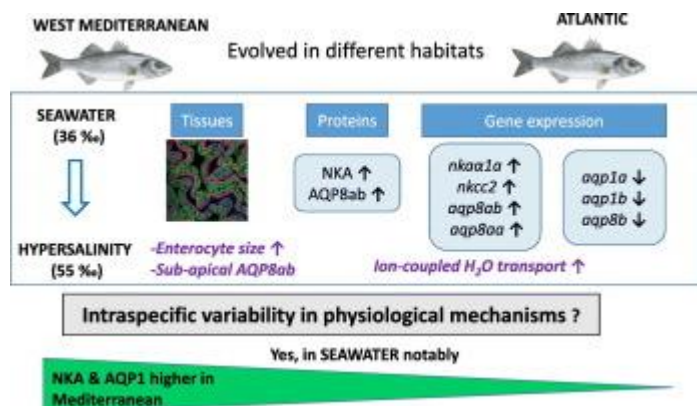 WEST MEDITERRANEAN
ATLANTIC
Evolved in different habitats
SEAWATER
(36 ‰)
Tissues
Proteins
Gene expression
NKA ↑
AQP8ab ↑
nkaα1a ↑
nkcc2 ↑
aqp8ab ↑
aqp8aa ↑
aqp1a ↓
aqp1b ↓
aqp8b ↓
HYPERSALINITY
(55 ‰)
-Enterocyte size ↑
-Sub-apical AQP8ab
Ion-coupled H₂O transport ↑
Intraspecific variability in physiological mechanisms ?
Yes, in SEAWATER notably
NKA & AQP1 higher in
Mediterranean